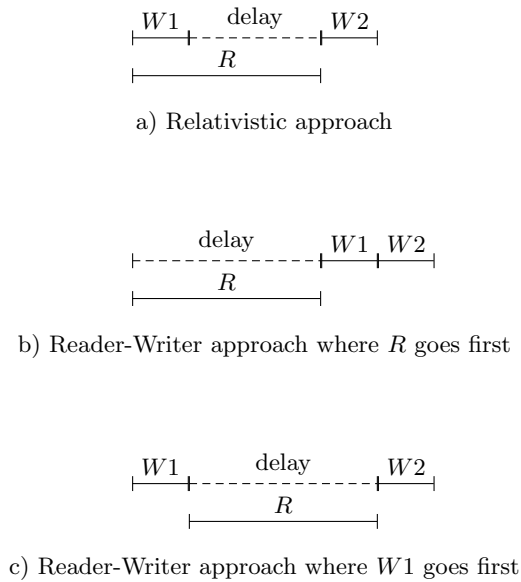 W1 delay W2
R
a) Relativistic approach
delay W1 W2
R
b) Reader-Writer approach where R goes first
W1 delay W2
R
c) Reader-Writer approach where W1 goes first